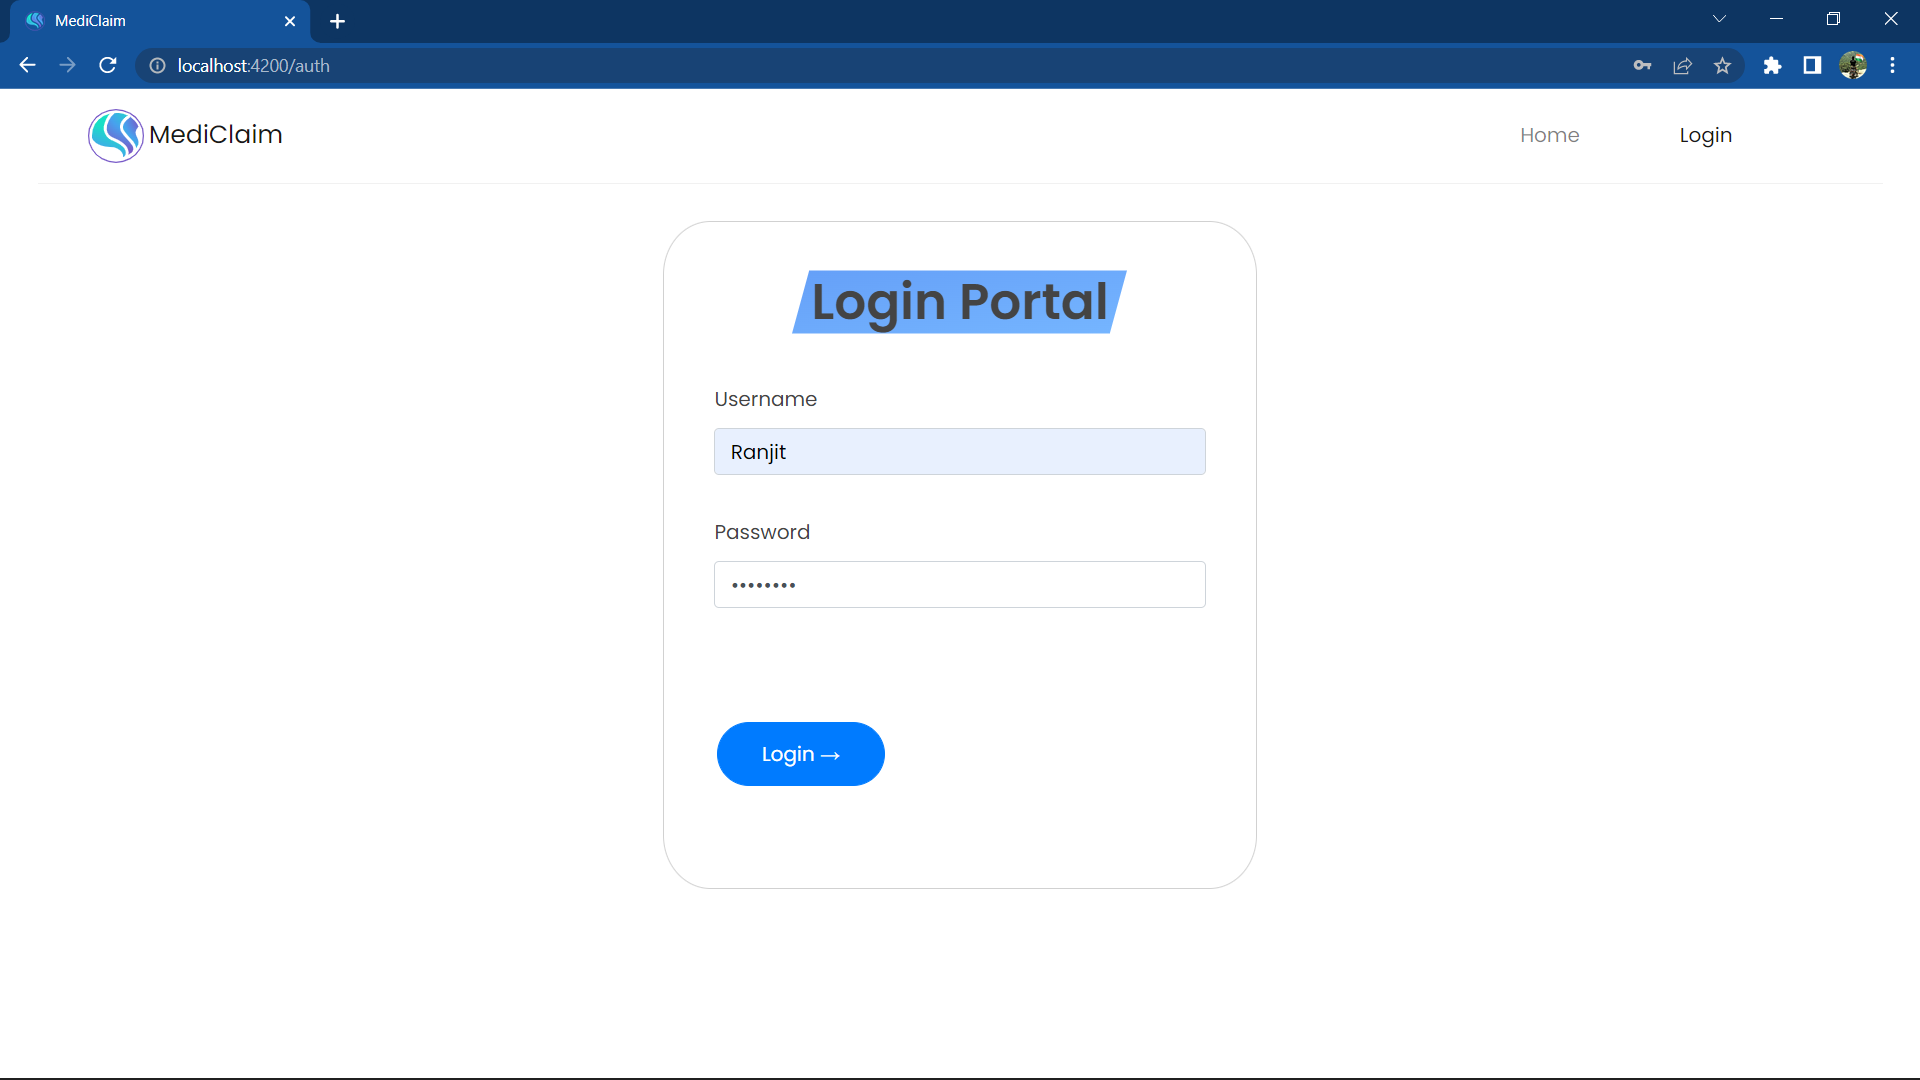 MediClaim
localhost:4200/auth
MediClaim
Home
Login
Login Portal
Username
Ranjit
Password
••••••••
Login →